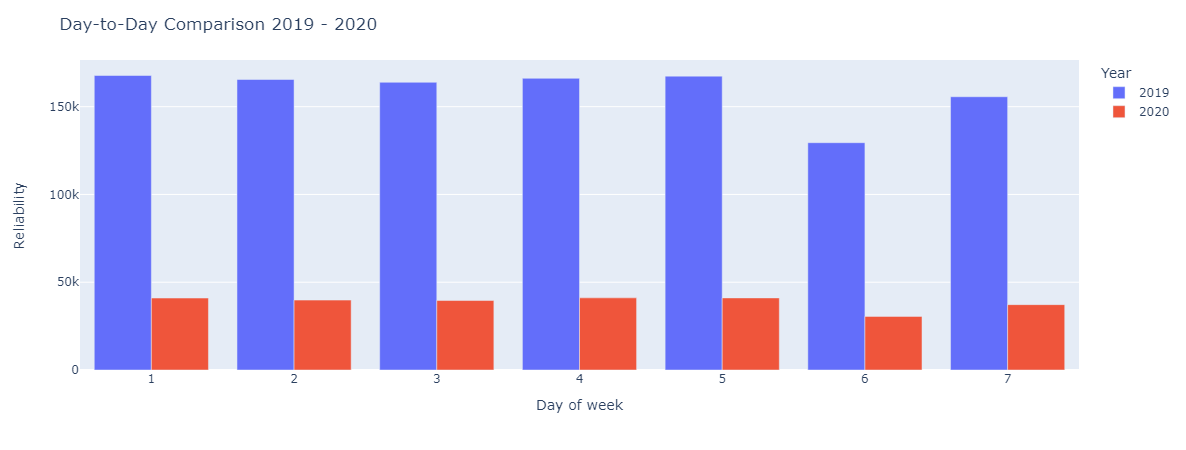 Day-to-Day Comparison 2019 - 2020
Year
2019
2020
Reliability
150k
100k
50k
0
1 2 3 4 5 6 7
Day of week